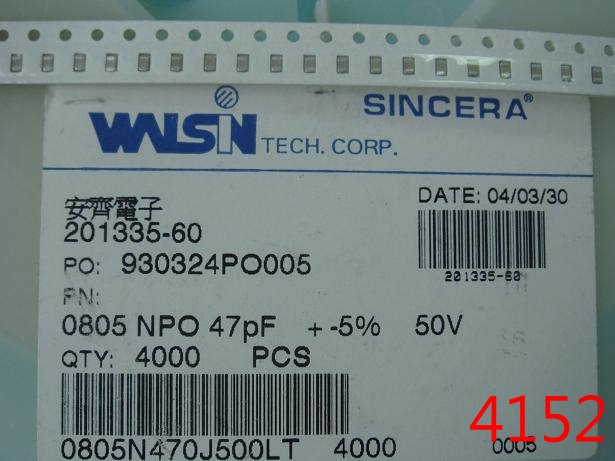 SINCERA®
WALSIN TECH. CORP.
安齊電子
DATE: 04/03/30
201335-60
201335-60
PO: 930324PO005
PN:
0805 NPO 47pF + -5% 50V
QTY: 4000 PCS
0805N470J500LT 4000 0005
4152